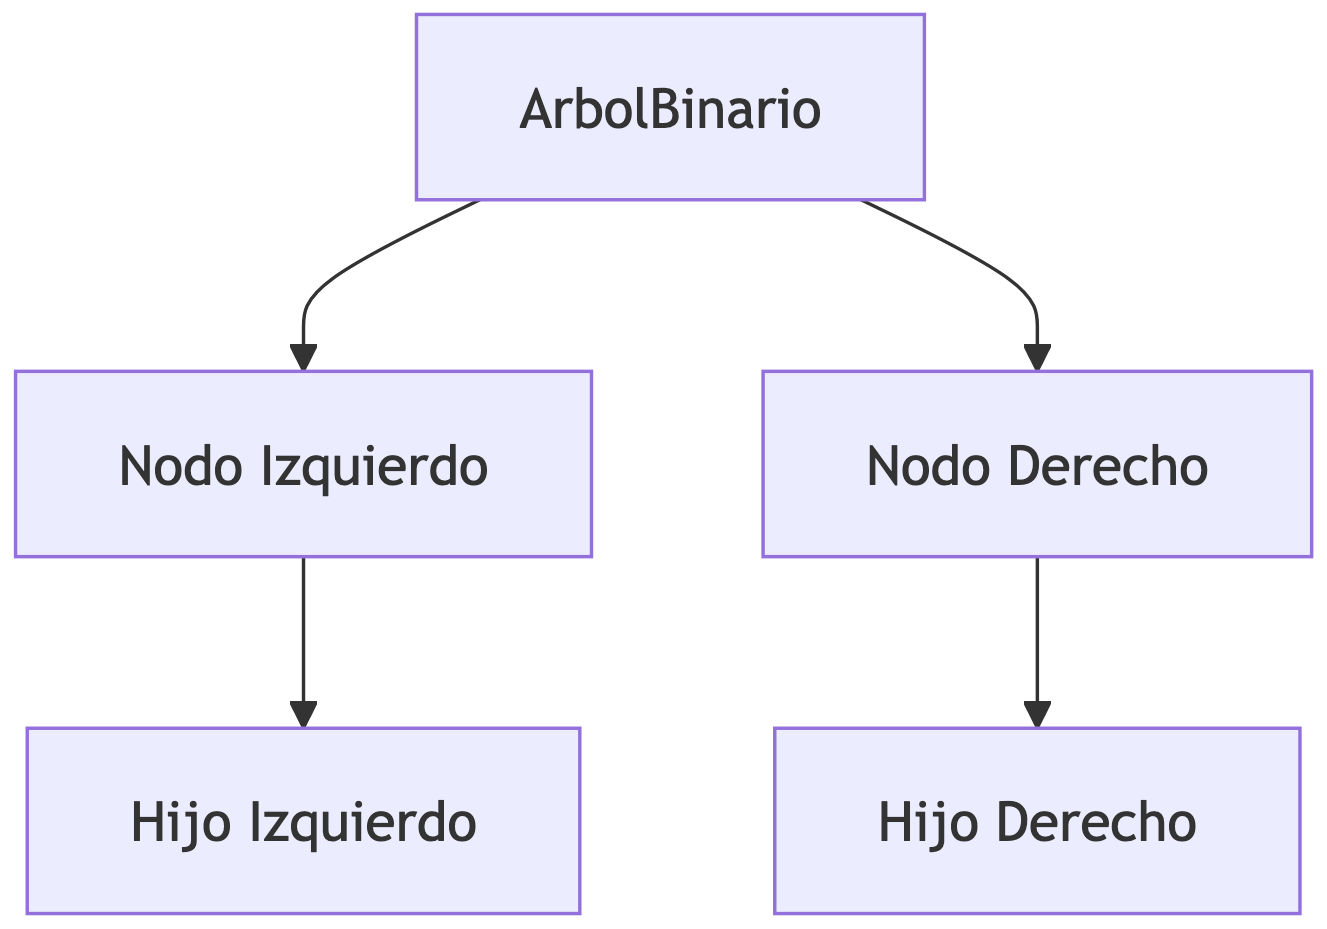 ArbolBinario
Nodo Izquierdo
Nodo Derecho
Hijo Izquierdo
Hijo Derecho